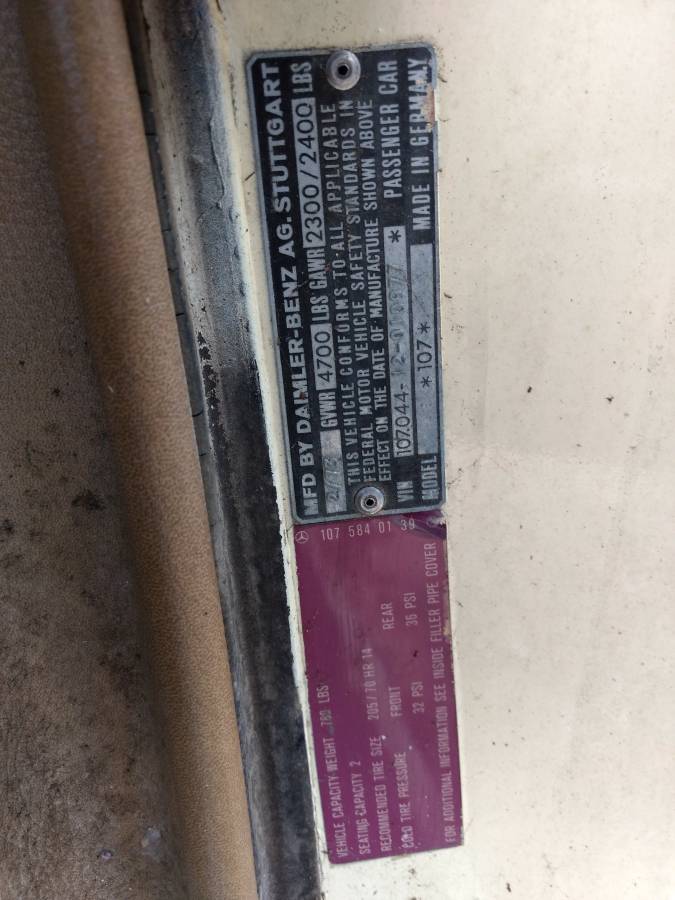 MFD BY DAIMLER-BENZ AG. STUTTGART
GVWR 4700 LBS GAWR 2300/2400 LBS
THIS VEHICLE CONFORMS TO ALL APPLICABLE
FEDERAL MOTOR VEHICLE SAFETY STANDARDS IN
EFFECT ON THE DATE OF MANUFACTURE SHOWN ABOVE
VIN * PASSENGER CAR
MODEL *107* MADE IN GERMANY
107 584 01 39
VEHICLE CAPACITY WEIGHT LBS
SEATING CAPACITY 2
RECOMMENDED TIRE SIZE 205/70 HR 14
FRONT REAR
COLD TIRE PRESSURE 32 PSI 36 PSI
FOR ADDITIONAL INFORMATION SEE INSIDE FILLER PIPE COVER